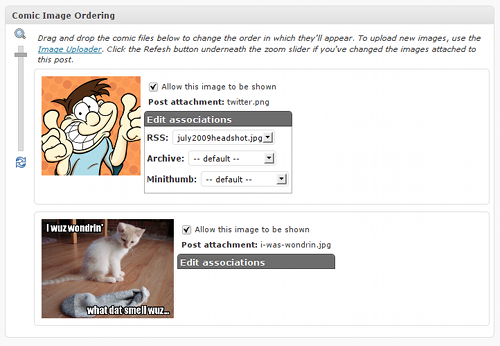 Comic Image Ordering
Drag and drop the comic files below to change the order in which they'll appear. To upload new images, use the
Image Uploader. Click the Refesh button underneath the zoom slider if you've changed the images attached to
this post.
Allow this image to be shown
Post attachment: twitter.png
Edit associations
RSS: july2009headshot.jpg
Archive: -- default --
Minithumb: -- default --
I wuz wondrin'
what dat smell wuz...
Allow this image to be shown
Post attachment: i-was-wondrin.jpg
Edit associations